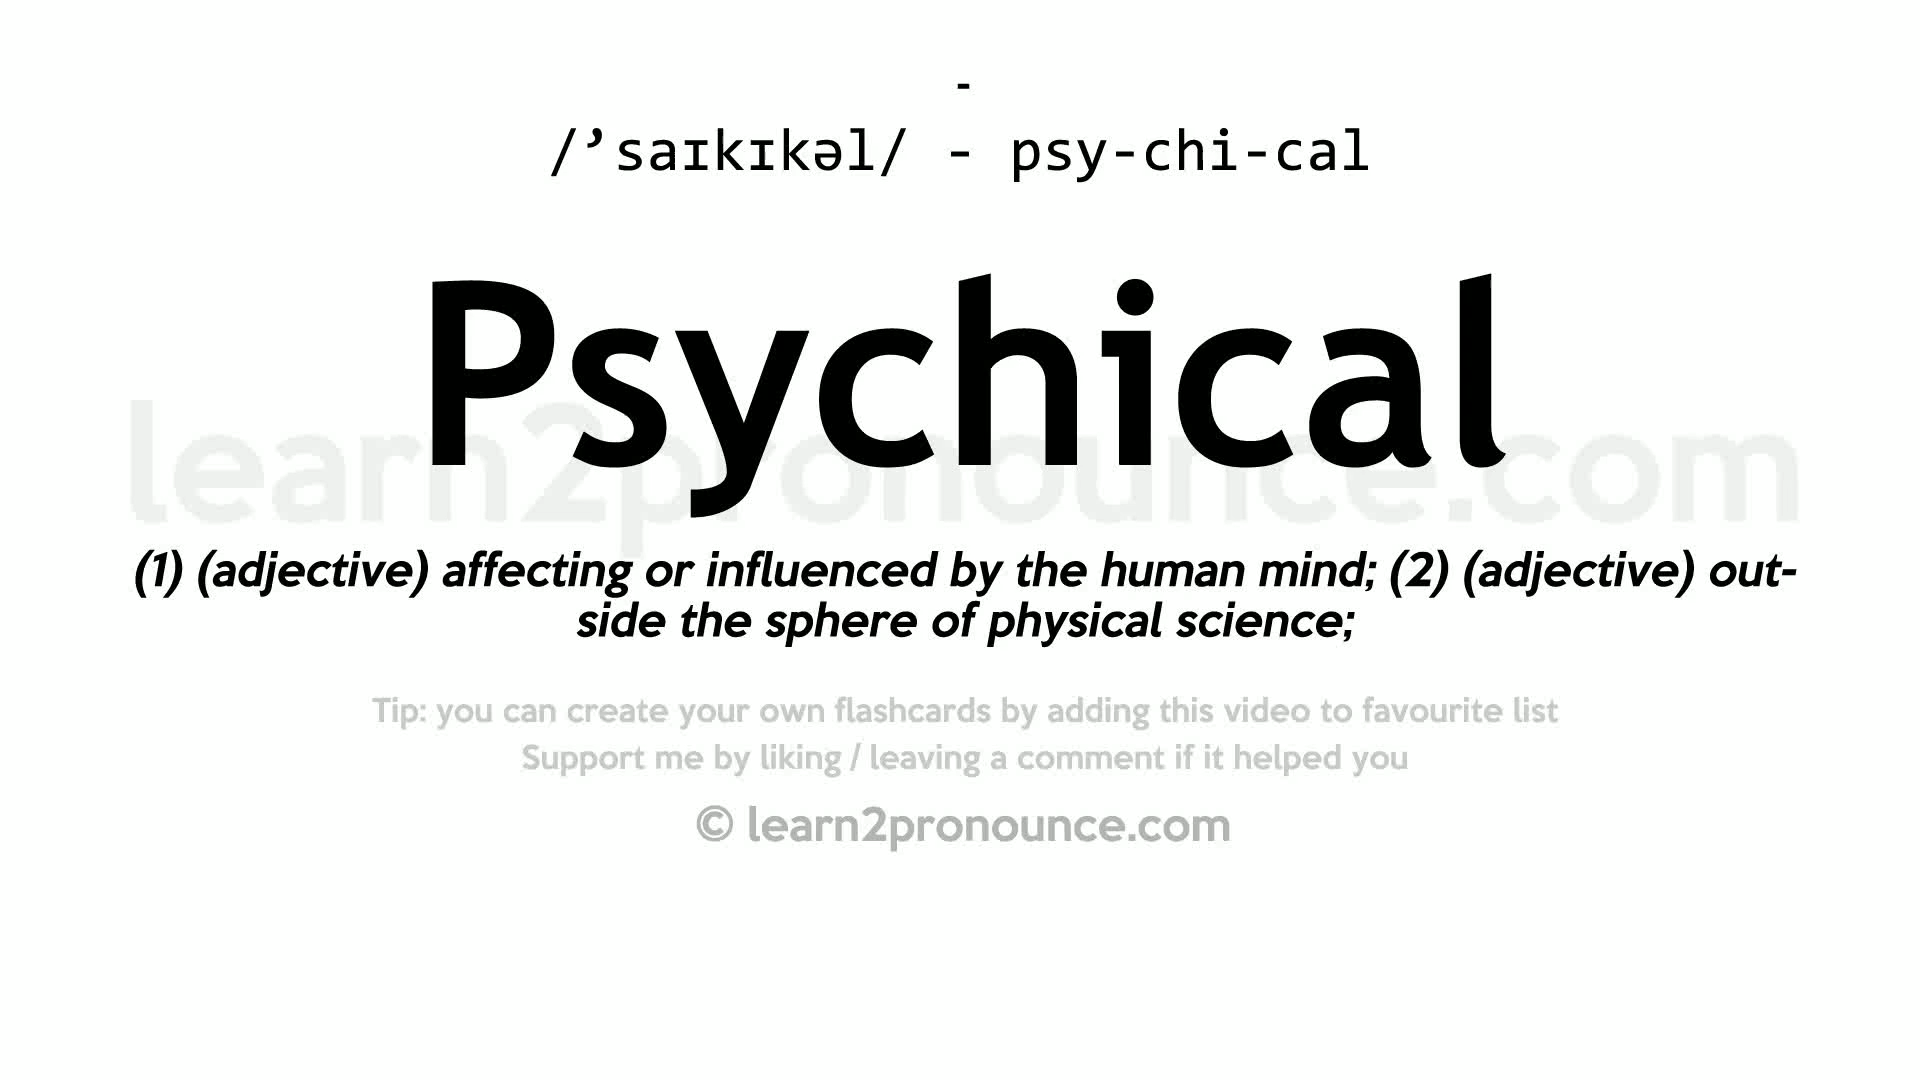 -
/’saɪkɪkəl/ - psy-chi-cal
Psychical
learn2pronounce.com
(1) (adjective) affecting or influenced by the human mind; (2) (adjective) out-
side the sphere of physical science;
Tip: you can create your own flashcards by adding this video to favourite list
Support me by liking / leaving a comment if it helped you
© learn2pronounce.com